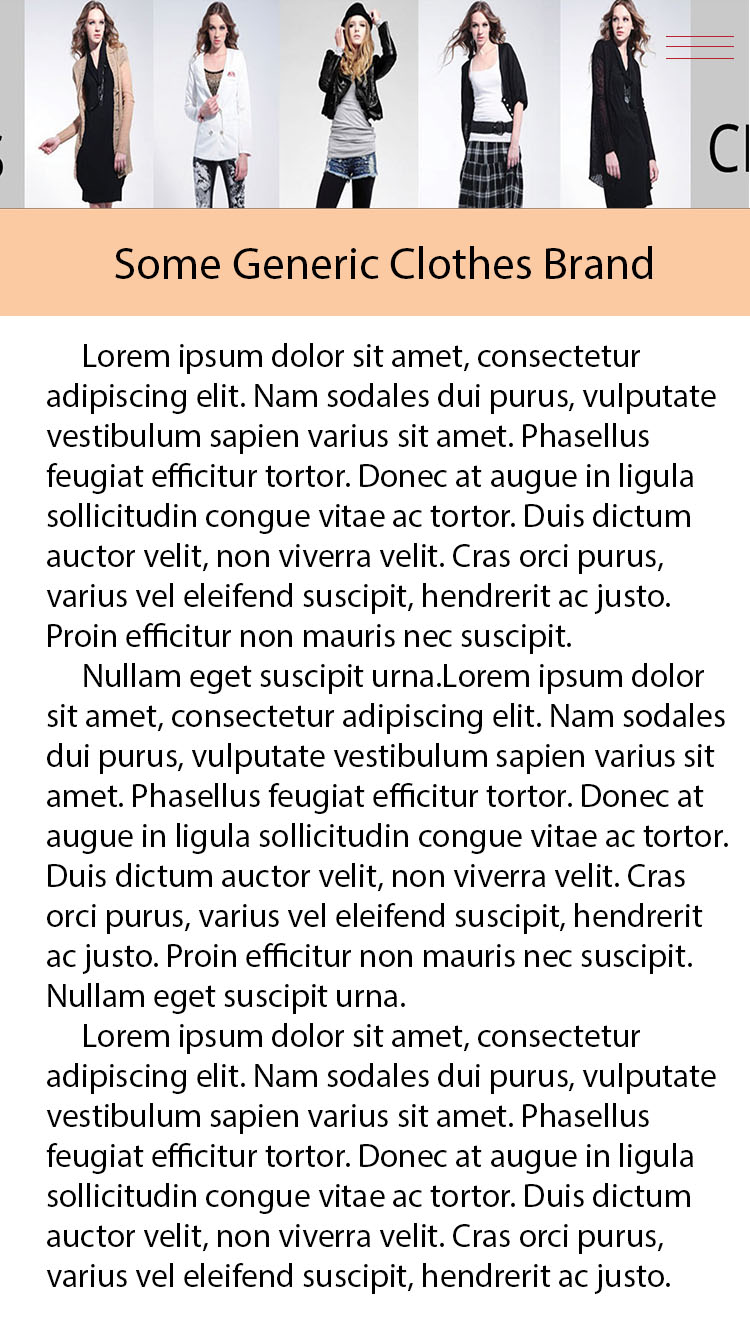 Some Generic Clothes Brand
Lorem ipsum dolor sit amet, consectetur
adipiscing elit. Nam sodales dui purus, vulputate
vestibulum sapien varius sit amet. Phasellus
feugiat efficitur tortor. Donec at augue in ligula
sollicitudin congue vitae ac tortor. Duis dictum
auctor velit, non viverra velit. Cras orci purus,
varius vel eleifend suscipit, hendrerit ac justo.
Proin efficitur non mauris nec suscipit.
Nullam eget suscipit urna.Lorem ipsum dolor
sit amet, consectetur adipiscing elit. Nam sodales
dui purus, vulputate vestibulum sapien varius sit
amet. Phasellus feugiat efficitur tortor. Donec at
augue in ligula sollicitudin congue vitae ac tortor.
Duis dictum auctor velit, non viverra velit. Cras
orci purus, varius vel eleifend suscipit, hendrerit
ac justo. Proin efficitur non mauris nec suscipit.
Nullam eget suscipit urna.
Lorem ipsum dolor sit amet, consectetur
adipiscing elit. Nam sodales dui purus, vulputate
vestibulum sapien varius sit amet. Phasellus
feugiat efficitur tortor. Donec at augue in ligula
sollicitudin congue vitae ac tortor. Duis dictum
auctor velit, non viverra velit. Cras orci purus,
varius vel eleifend suscipit, hendrerit ac justo.